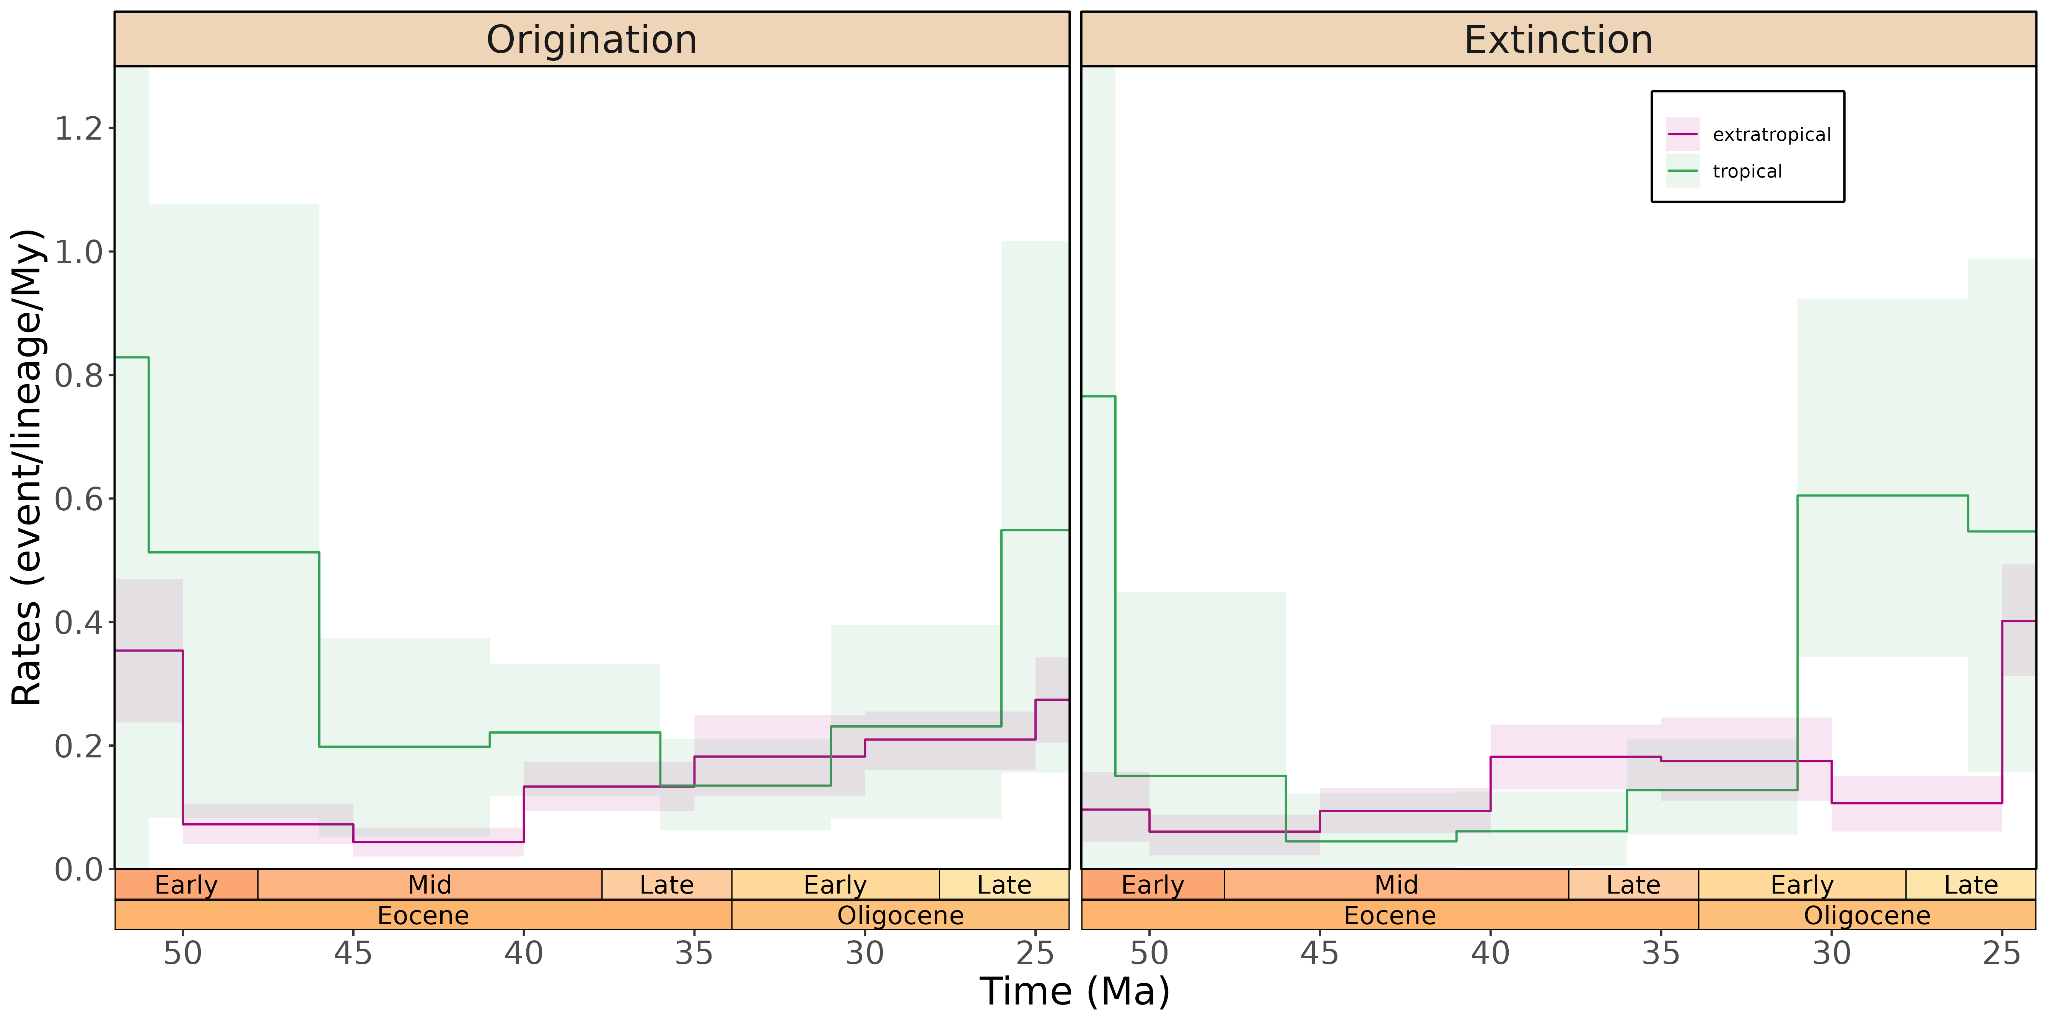 Origination
Extinction
Rates (event/lineage/My)
1.2
1.0
0.8
0.6
0.4
0.2
0.0
extratropical
tropical
Early Mid Late Early Late
Eocene Oligocene
50 45 40 35 30 25
Early Mid Late Early Late
Eocene Oligocene
50 45 40 35 30 25
Time (Ma)